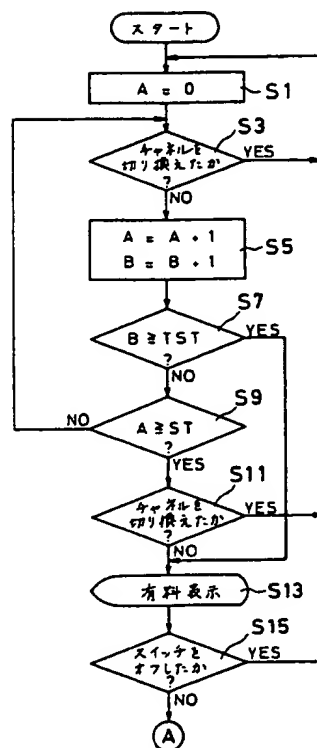 スタート
A = 0
S1
S3
チャネルを
切り換えたか
?
YES
NO
A = A + 1
B = B + 1
S5
S7
B ≧ TST
?
YES
NO
S9
NO
A ≧ ST
?
YES
S11
チャネルを
切り換えたか
?
YES
NO
有料表示
S13
S15
スイッチを
オフしたか
?
YES
NO
A